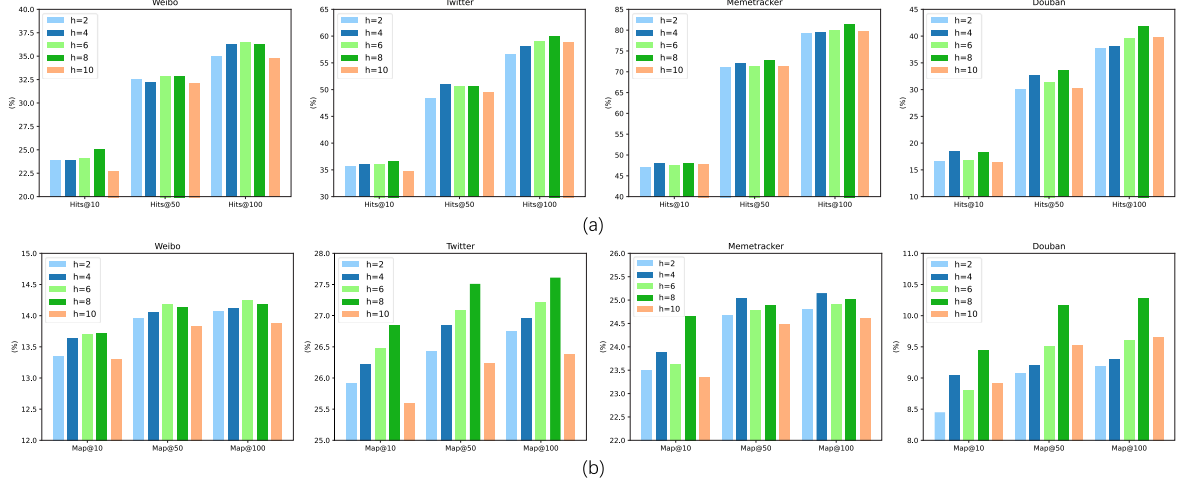 Weibo
40.0
37.5
35.0
32.5
30.0
27.5
25.0
22.5
20.0
(%)
h=2
h=4
h=6
h=8
h=10
Hits@10 Hits@50 Hits@100
Twitter
65
60
55
50
45
40
35
30
(%)
h=2
h=4
h=6
h=8
h=10
Hits@10 Hits@50 Hits@100
Memetracker
85
80
75
70
65
60
55
50
45
40
(%)
h=2
h=4
h=6
h=8
h=10
Hits@10 Hits@50 Hits@100
Douban
45
40
35
30
25
20
15
10
(%)
h=2
h=4
h=6
h=8
h=10
Hits@10 Hits@50 Hits@100
(a)
Weibo
15.0
14.5
14.0
13.5
13.0
12.5
12.0
(%)
h=2
h=4
h=6
h=8
h=10
Map@10 Map@50 Map@100
Twitter
28.0
27.5
27.0
26.5
26.0
25.5
25.0
(%)
h=2
h=4
h=6
h=8
h=10
Map@10 Map@50 Map@100
Memetracker
26.0
25.5
25.0
24.5
24.0
23.5
23.0
22.5
22.0
(%)
h=2
h=4
h=6
h=8
h=10
Map@10 Map@50 Map@100
Douban
11.0
10.5
10.0
9.5
9.0
8.5
8.0
(%)
h=2
h=4
h=6
h=8
h=10
Map@10 Map@50 Map@100
(b)